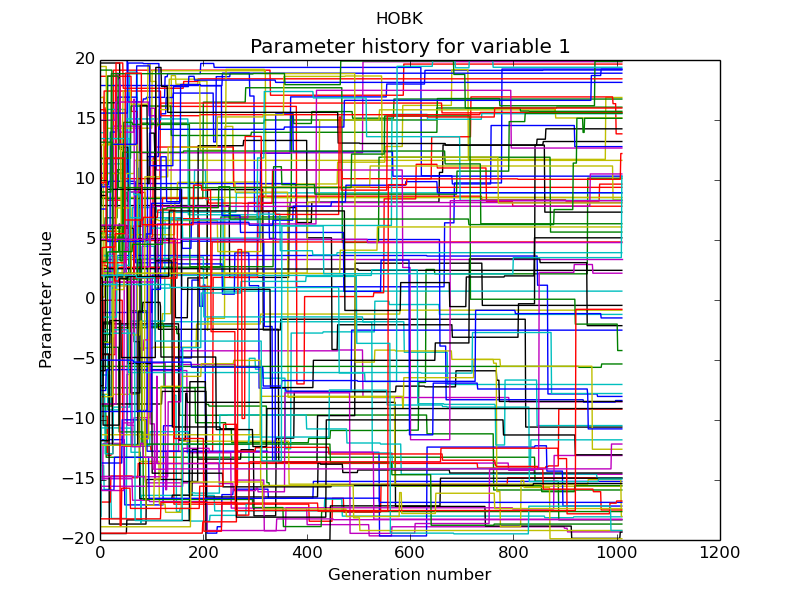 HOBK
Parameter history for variable 1
20
15
10
5
0
−5
−10
−15
−20
Parameter value
0 200 400 600 800 1000 1200
Generation number